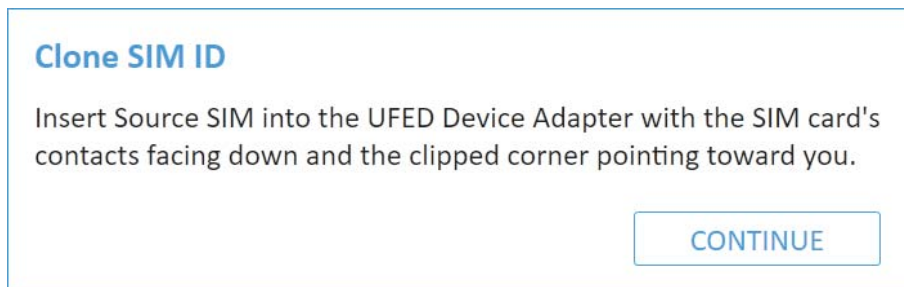 Clone SIM ID
Insert Source SIM into the UFED Device Adapter with the SIM card's
contacts facing down and the clipped corner pointing toward you.
CONTINUE